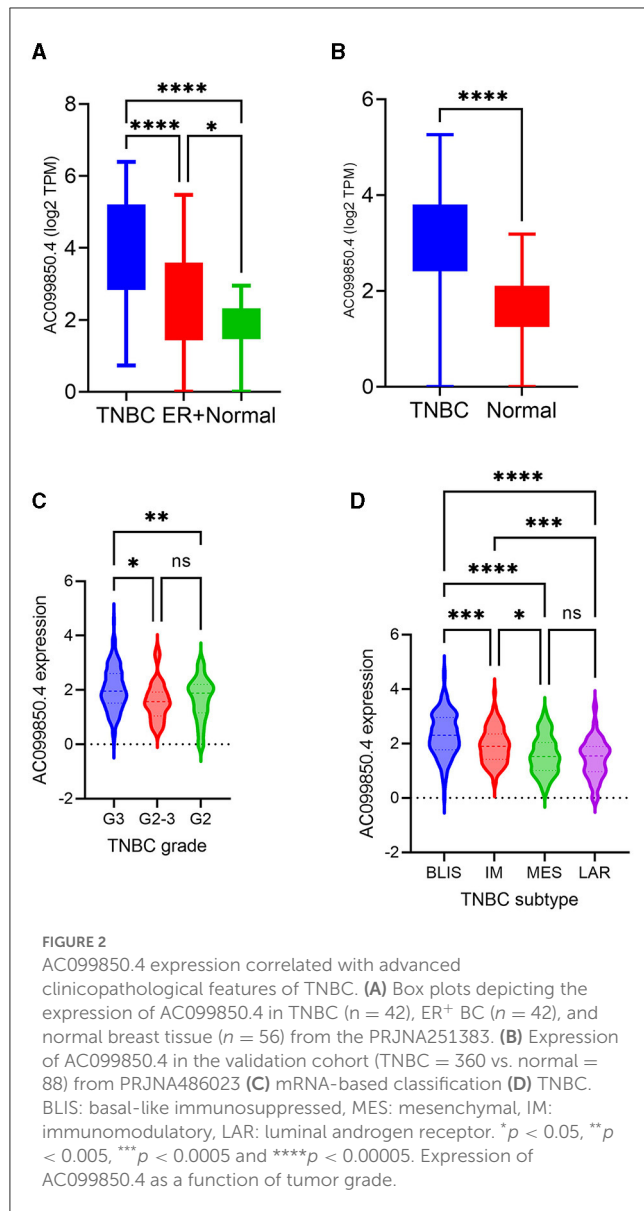 A
B
****
****
*
****
AC099850.4 (log2 TPM)
8
6
4
2
0
TNBC ER+Normal
AC099850.4 (log2 TPM)
6
4
2
0
TNBC Normal
C
D
**
*
ns
AC099850.4 expression
6
4
2
0
-2
G3 G2-3 G2
TNBC grade
****
***
****
***
*
ns
AC099850.4 expression
6
4
2
0
-2
BLIS IM MES LAR
TNBC subtype
FIGURE 2
AC099850.4 expression correlated with advanced
clinicopathological features of TNBC. (A) Box plots depicting the
expression of AC099850.4 in TNBC (n = 42), ER+ BC (n = 42), and
normal breast tissue (n = 56) from the PRJNA251383. (B) Expression
of AC099850.4 in the validation cohort (TNBC = 360 vs. normal =
88) from PRJNA486023 (C) mRNA-based classification (D) TNBC.
BLIS: basal-like immunosuppressed, MES: mesenchymal, IM:
immunomodulatory, LAR: luminal androgen receptor. *p < 0.05, **p
< 0.005, ***p < 0.0005 and ****p < 0.00005. Expression of
AC099850.4 as a function of tumor grade.